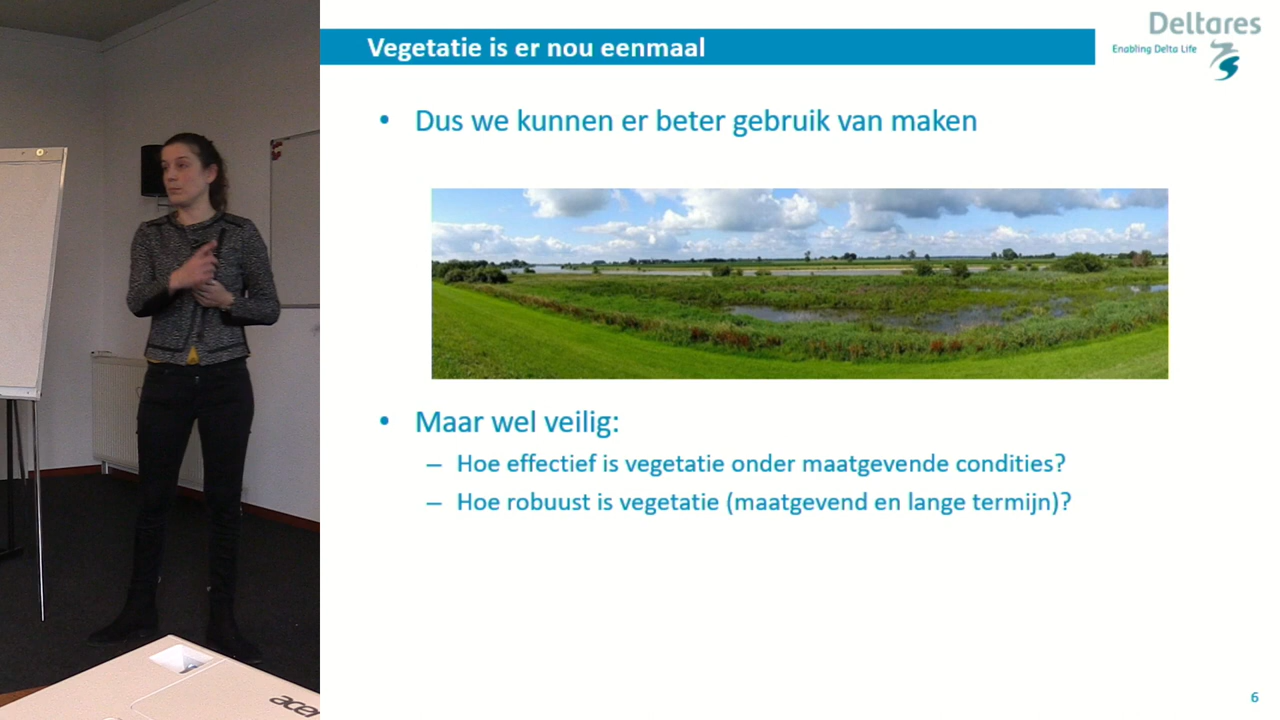 Deltares
Enabling Delta Life
Vegetatie is er nou eenmaal
• Dus we kunnen er beter gebruik van maken
• Maar wel veilig:
– Hoe effectief is vegetatie onder maatgevende condities?
– Hoe robuust is vegetatie (maatgevend en lange termijn)?
acer
6